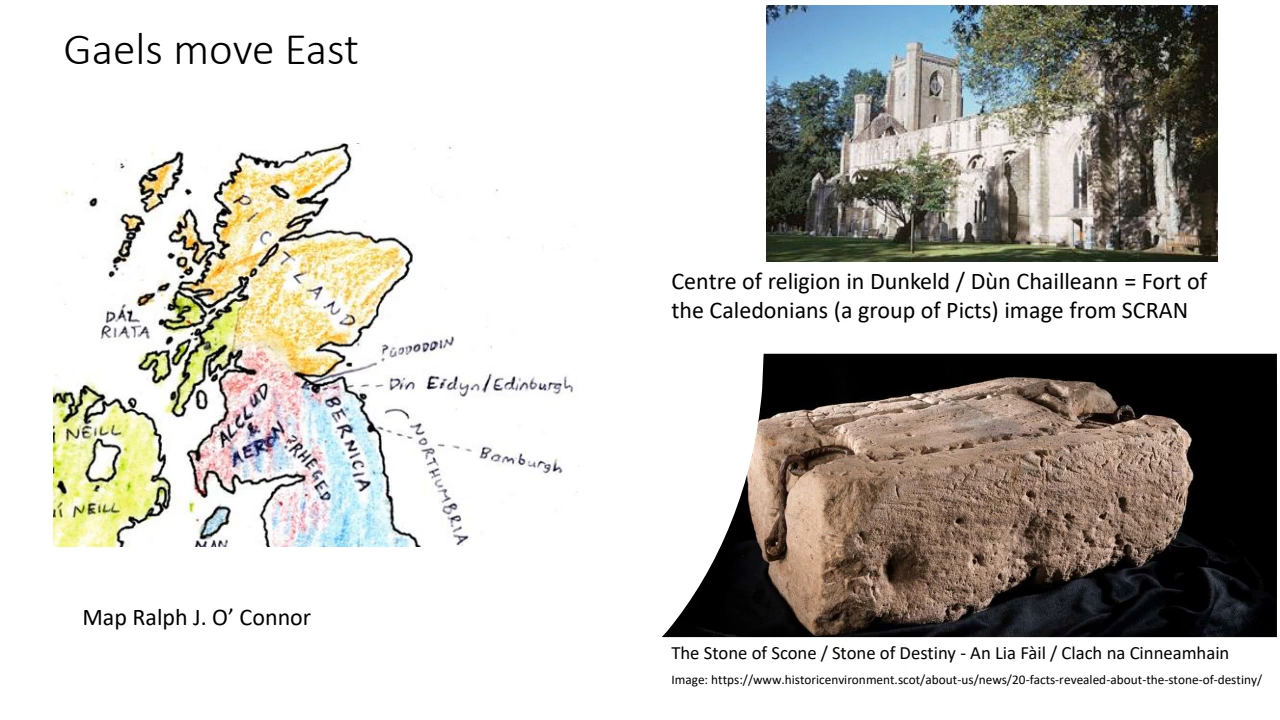 Gaels move East
PICTLAND
DÁL
RIATA
?GODODDIN
Din Eidyn/Edinburgh
BERNICIA
ALCLUD
&
AERON
?RHEGED
NORTHUMBRIA
Bamburgh
NEILL
NEILL
MAN
Map Ralph J. O’ Connor
Centre of religion in Dunkeld / Dùn Chailleann = Fort of
the Caledonians (a group of Picts) image from SCRAN
The Stone of Scone / Stone of Destiny - An Lia Fàil / Clach na Cinneamhain
Image: https://www.historicenvironment.scot/about-us/news/20-facts-revealed-about-the-stone-of-destiny/